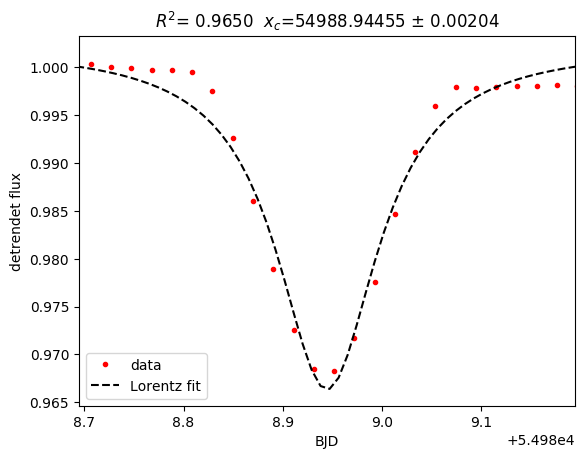 R²= 0.9650 x_c=54988.94455 ± 0.00204
1.000
0.995
0.990
0.985
0.980
0.975
0.970
0.965
detrendet flux
data
Lorentz fit
8.7 8.8 8.9 9.0 9.1
BJD
+5.498e4